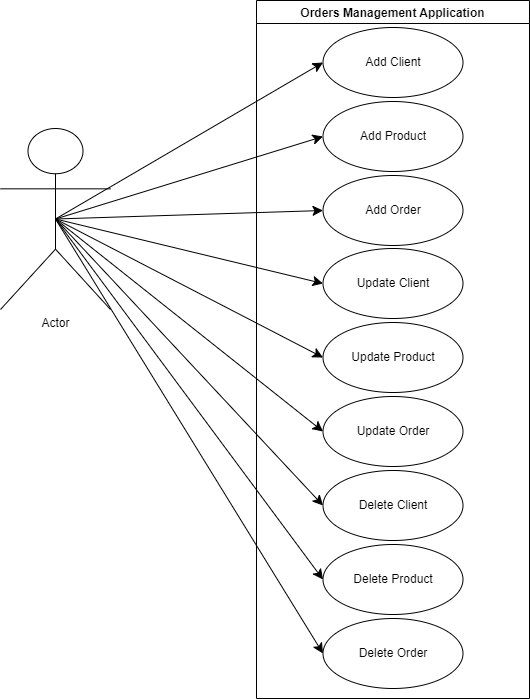 Orders Management Application
Add Client
Add Product
Add Order
Update Client
Actor
Update Product
Update Order
Delete Client
Delete Product
Delete Order